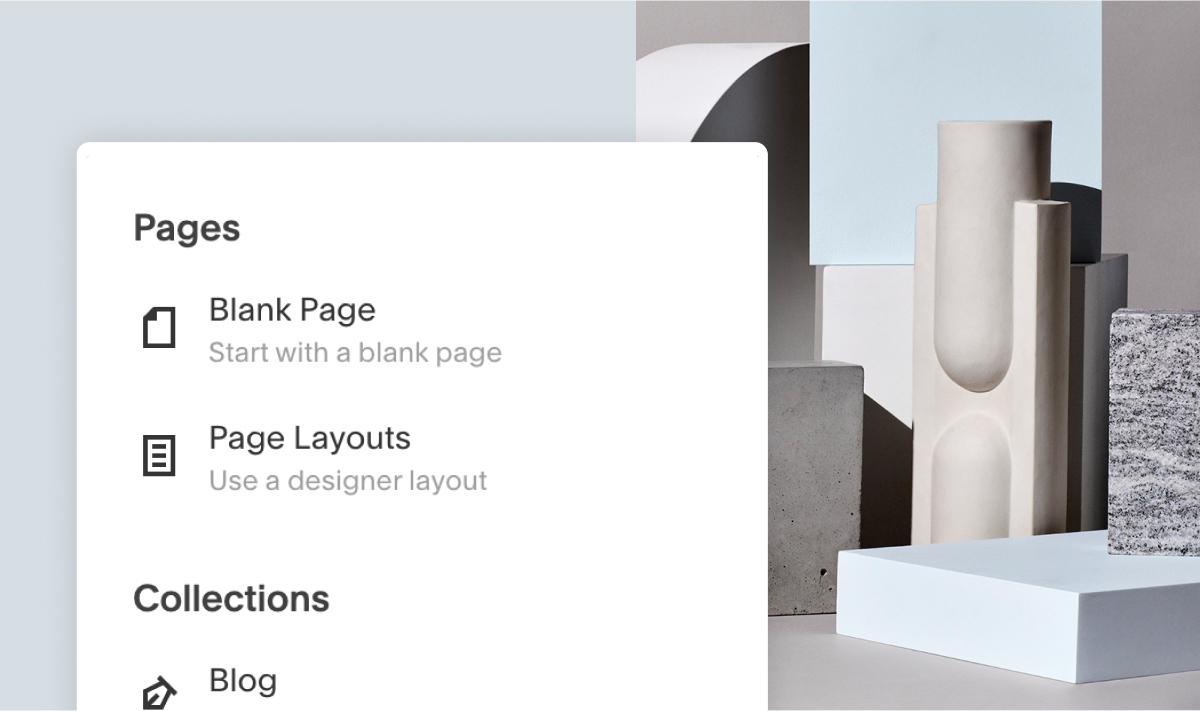 Pages
Blank Page
Start with a blank page
Page Layouts
Use a designer layout
Collections
Blog